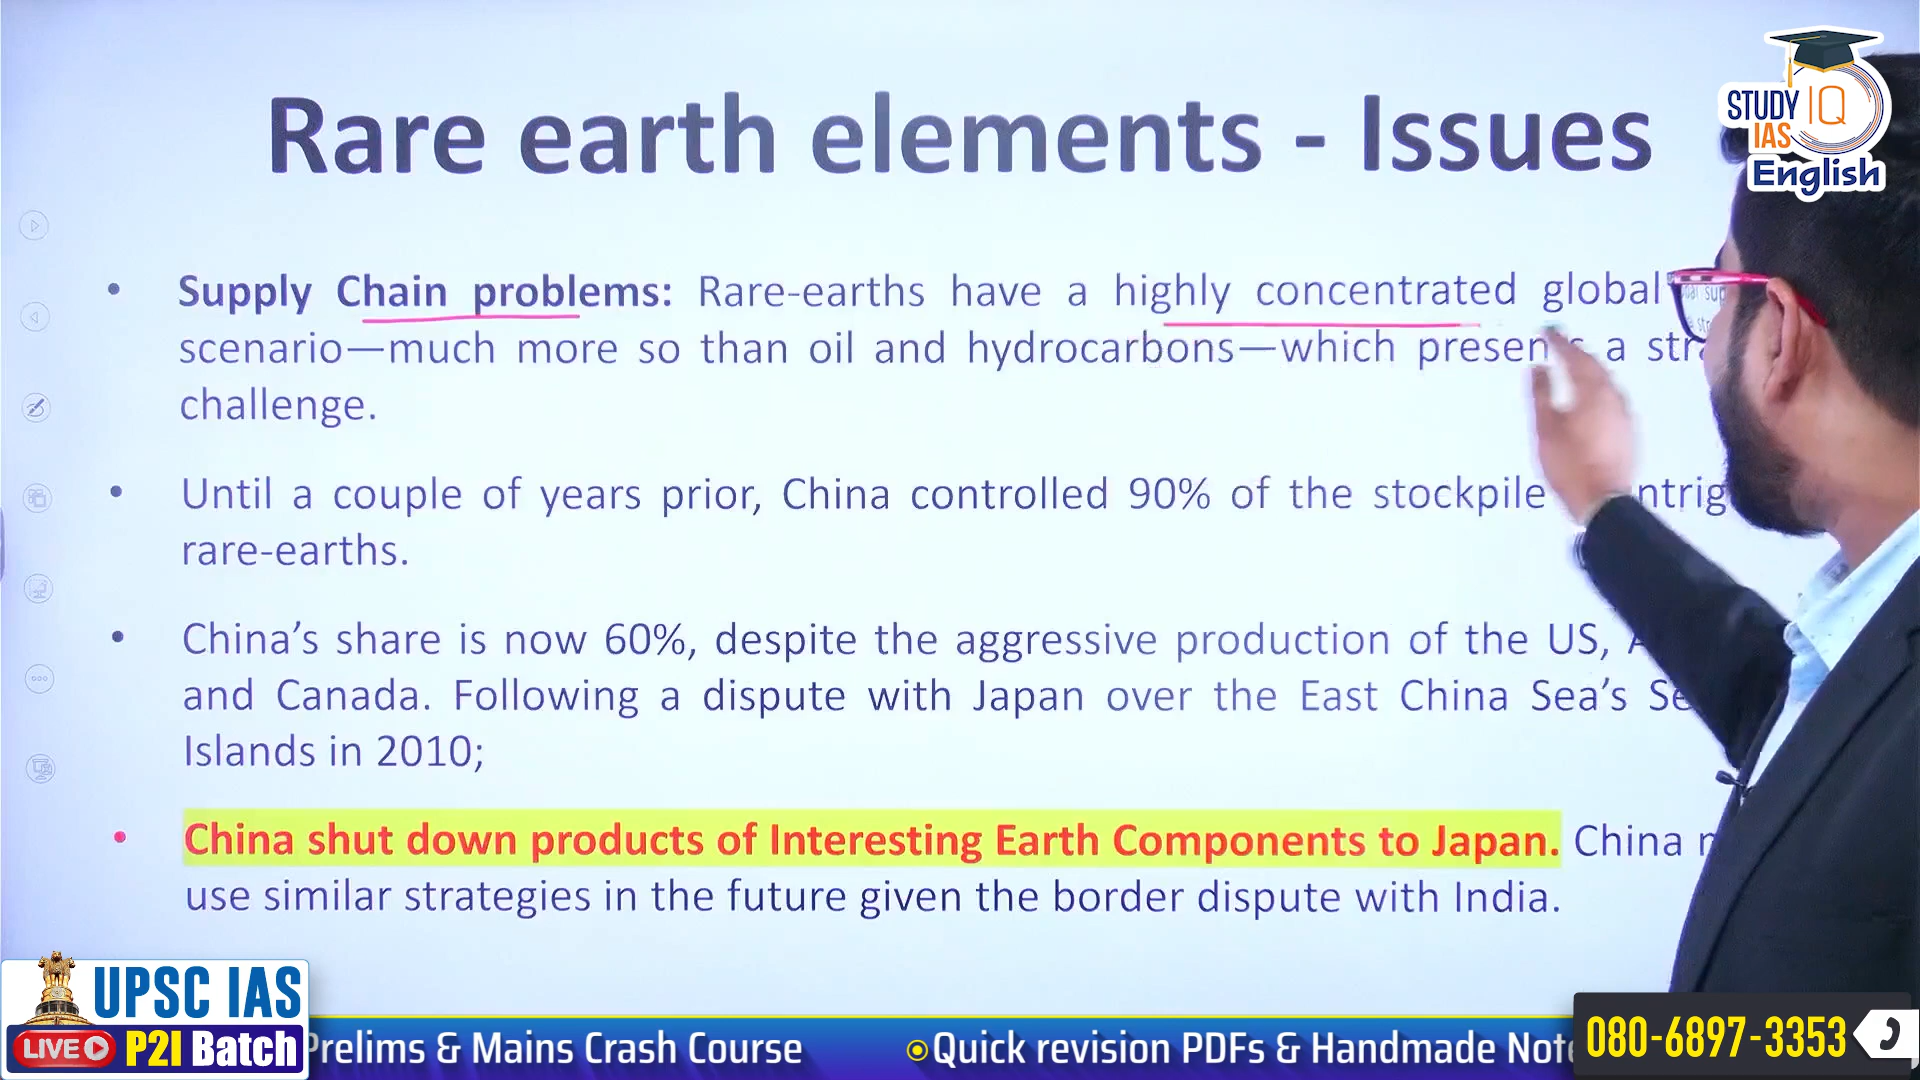 Rare earth elements - Issues
STUDY IQ
IAS
English
• Supply Chain problems: Rare-earths have a highly concentrated global
scenario—much more so than oil and hydrocarbons—which presents a
challenge.
• Until a couple of years prior, China controlled 90% of the stockpile
rare-earths.
• China's share is now 60%, despite the aggressive production of the US,
and Canada. Following a dispute with Japan over the East China Sea's
Islands in 2010;
• China shut down products of Interesting Earth Components to Japan. China
use similar strategies in the future given the border dispute with India.
UPSC IAS
LIVE P2I Batch
Prelims & Mains Crash Course
Quick revision PDFs & Handmade
080-6897-3353